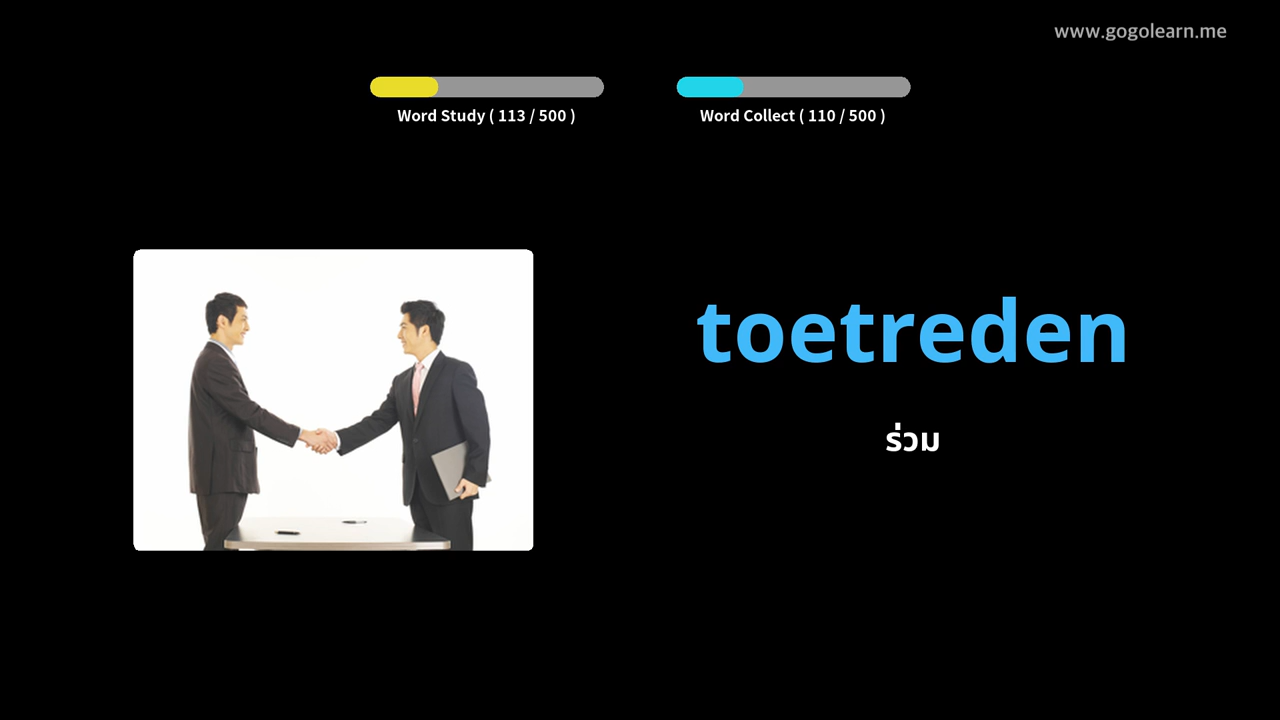 www.gogolearn.me
Word Study ( 113 / 500 )
Word Collect ( 110 / 500 )
toetreden
ร่วม